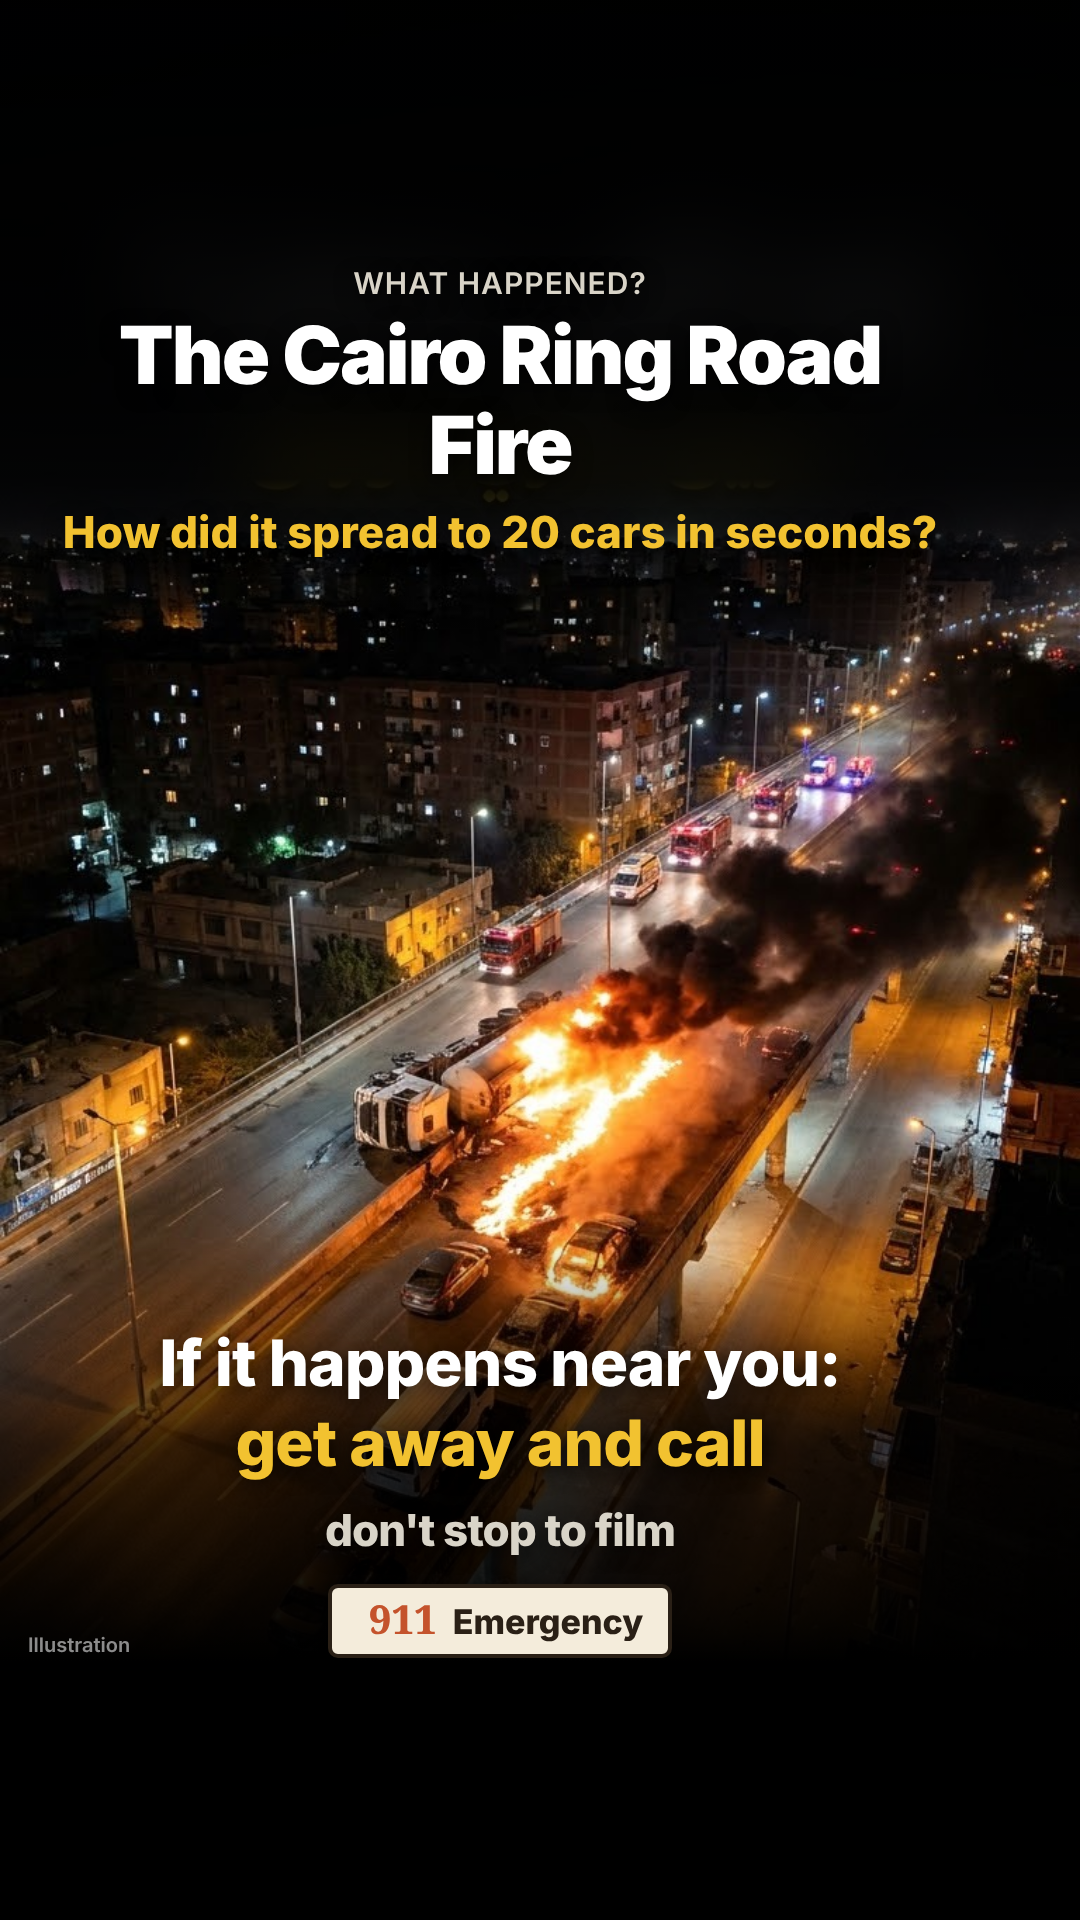 WHAT HAPPENED?
The Cairo Ring Road
Fire
How did it spread to 20 cars in seconds?
If it happens near you:
get away and call
don't stop to film
911 Emergency
Illustration